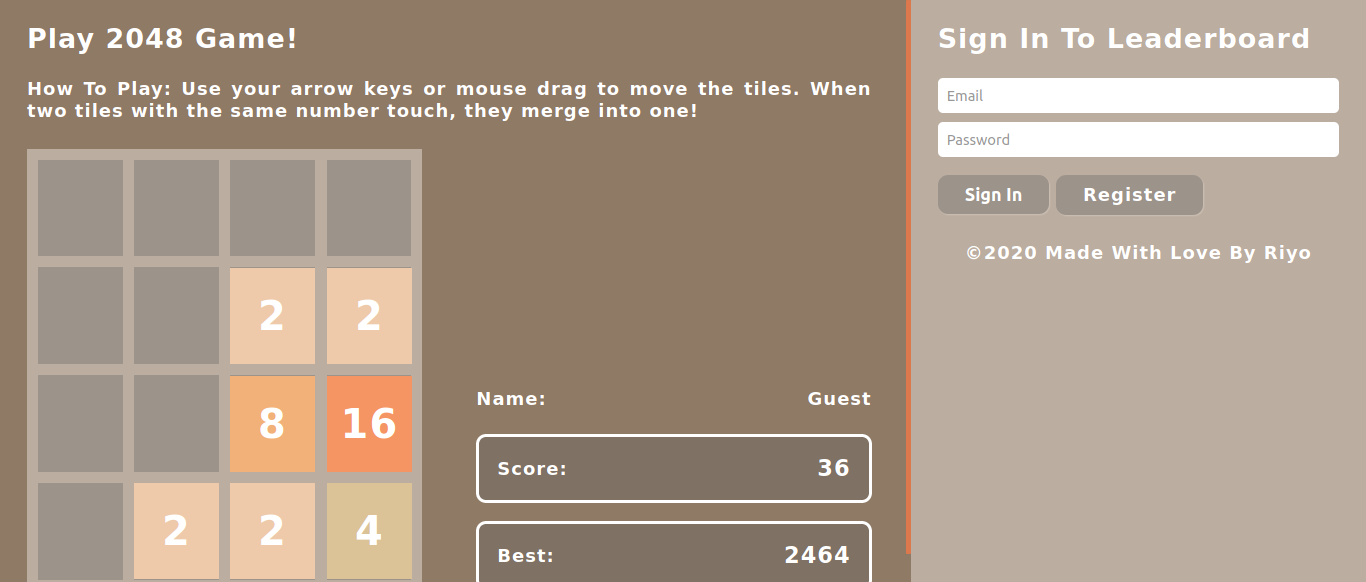 Play 2048 Game!
How To Play: Use your arrow keys or mouse drag to move the tiles. When
two tiles with the same number touch, they merge into one!
2 2
8 16
2 2 4
Name: Guest
Score: 36
Best: 2464
Sign In To Leaderboard
Email
Password
Sign In Register
©2020 Made With Love By Riyo